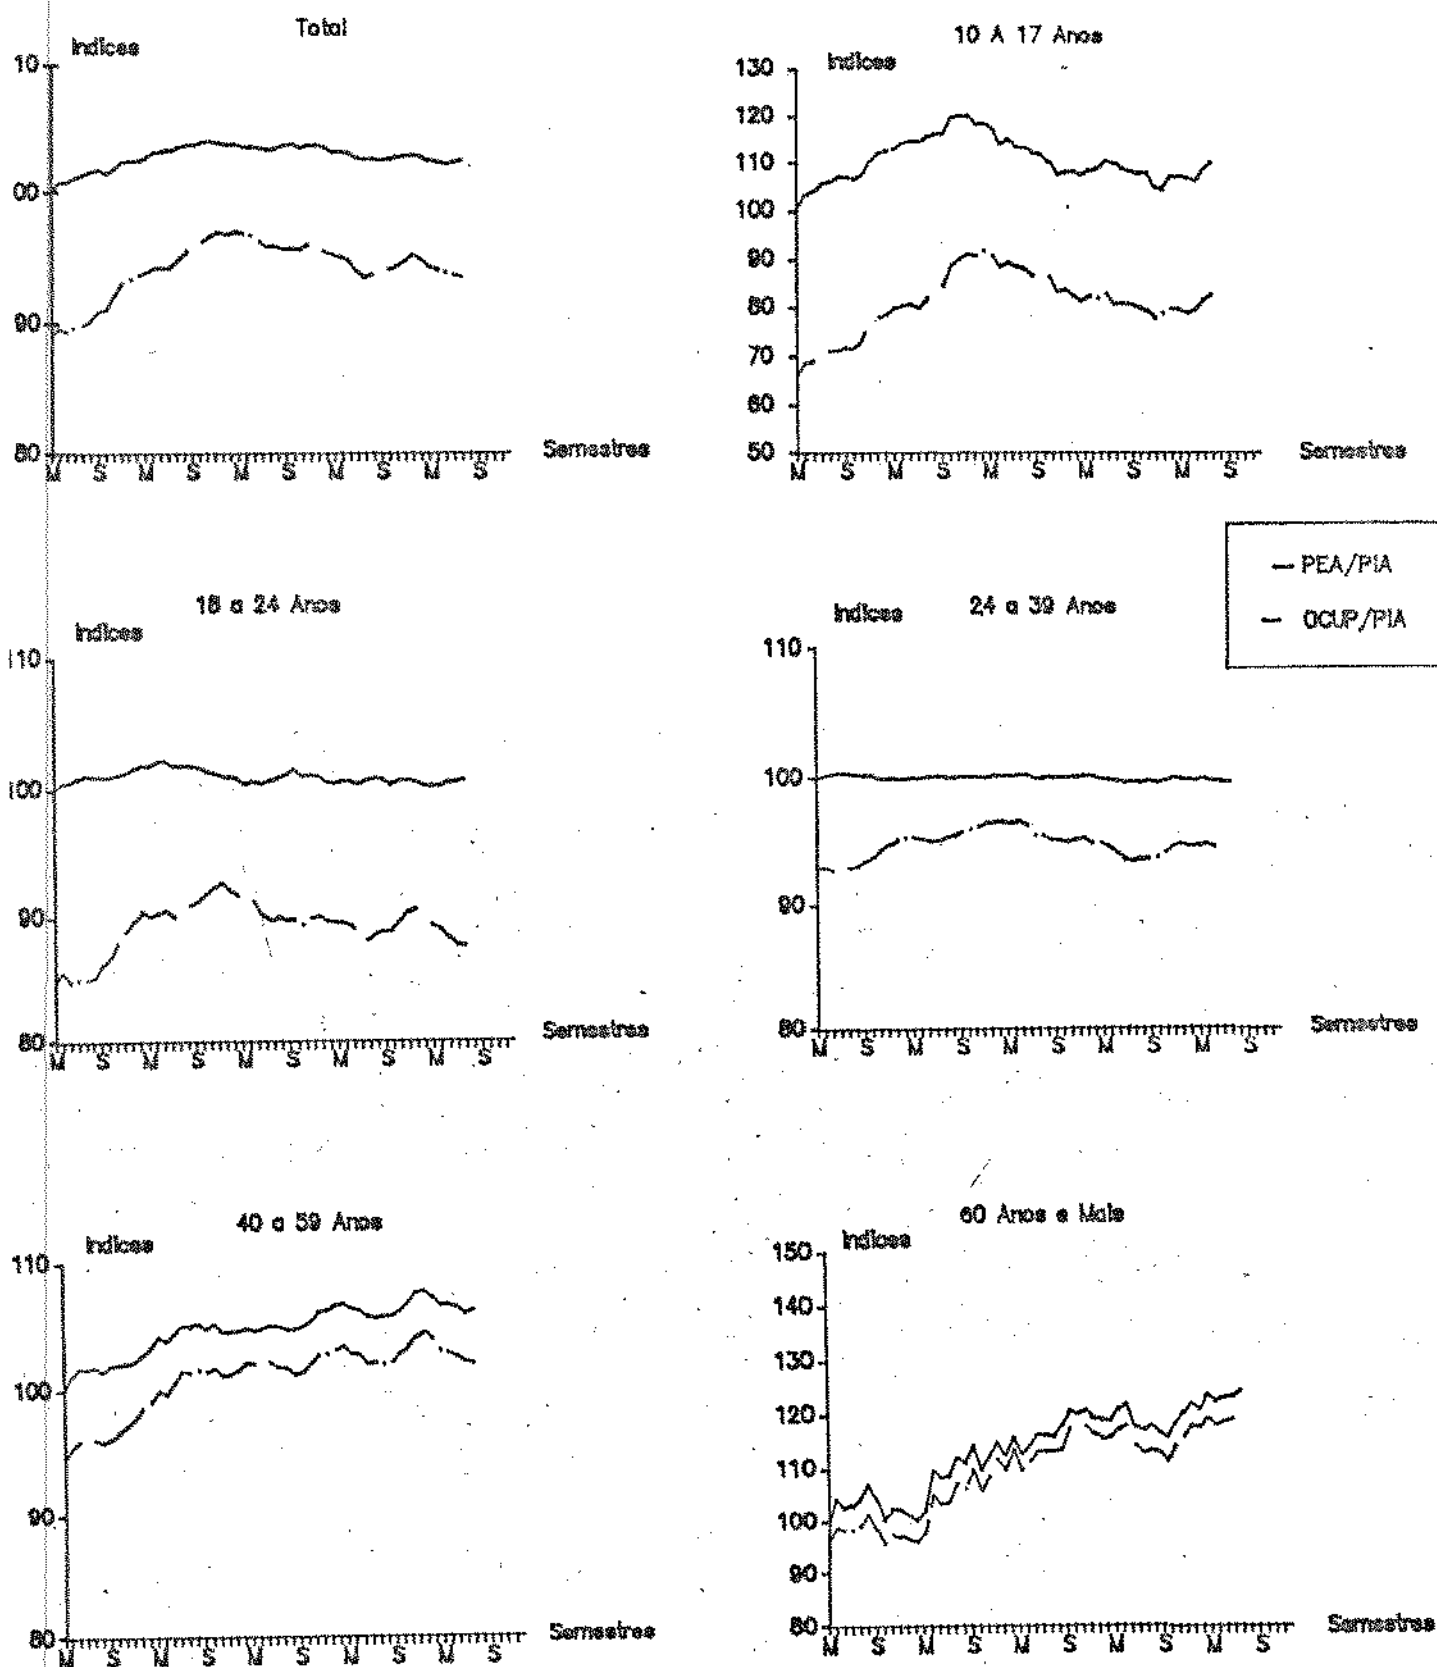 Total
Indices
10
00
90
80
M S M S M S M S M S
Semestres
10 A 17 Anos
Indices
130
120
110
100
90
80
70
60
50
M S M S M S M S M S
Semestres
PEA/PIA
OCUP/PIA
18 a 24 Anos
Indices
110
100
90
80
M S M S M S M S M S
Semestres
24 a 39 Anos
Indices
110
100
90
80
M S M S M S M S M S
Semestres
40 a 59 Anos
Indices
110
100
90
80
M S M S M S M S M S
Semestres
60 Anos e Mais
Indices
150
140
130
120
110
100
90
80
M S M S M S M S M S
Semestres